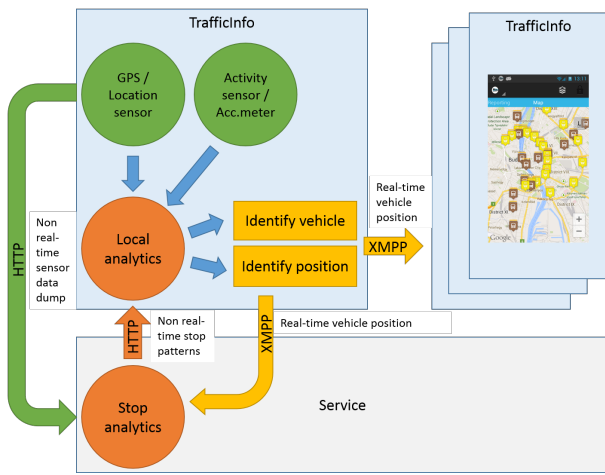 TrafficInfo
TrafficInfo
GPS /
Location
sensor
Activity
sensor /
Acc.meter
13:11
Reporting
Map
Google
Real-time
vehicle
position
Identify vehicle
Local
analytics
XMPP
Identify position
Non
real-
time
sensor
data
dump
HTTP
HTTP
Non real-
time stop
patterns
XMPP
Real-time vehicle position
Stop
analytics
Service